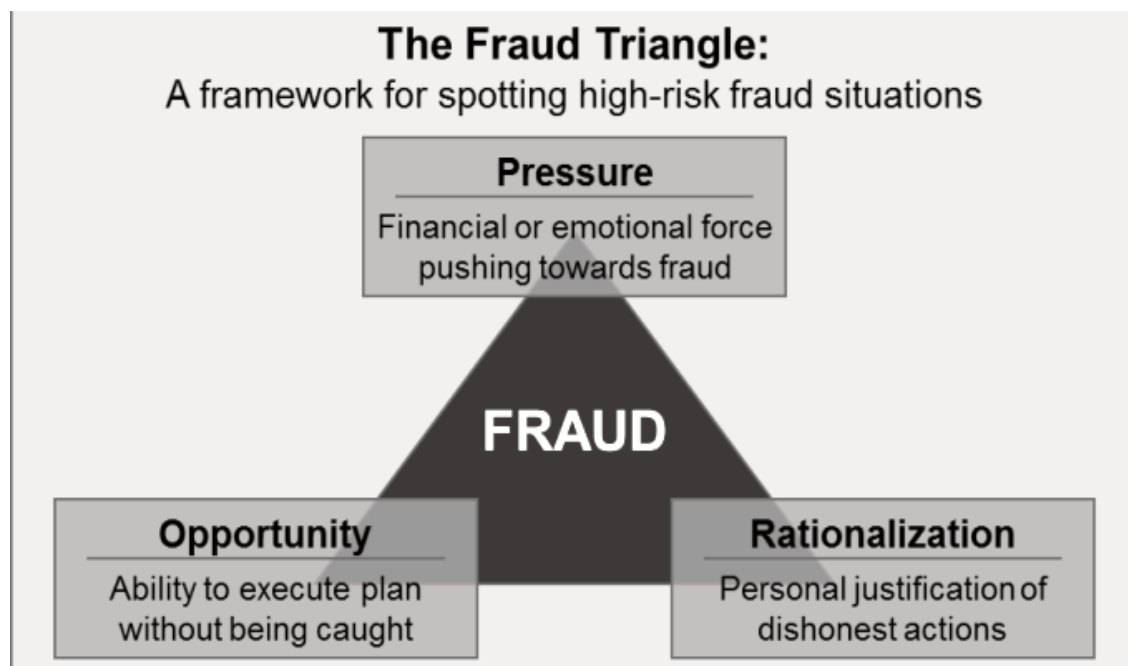 The Fraud Triangle:
A framework for spotting high-risk fraud situations
Pressure
Financial or emotional force
pushing towards fraud
FRAUD
Opportunity
Ability to execute plan
without being caught
Rationalization
Personal justification of
dishonest actions